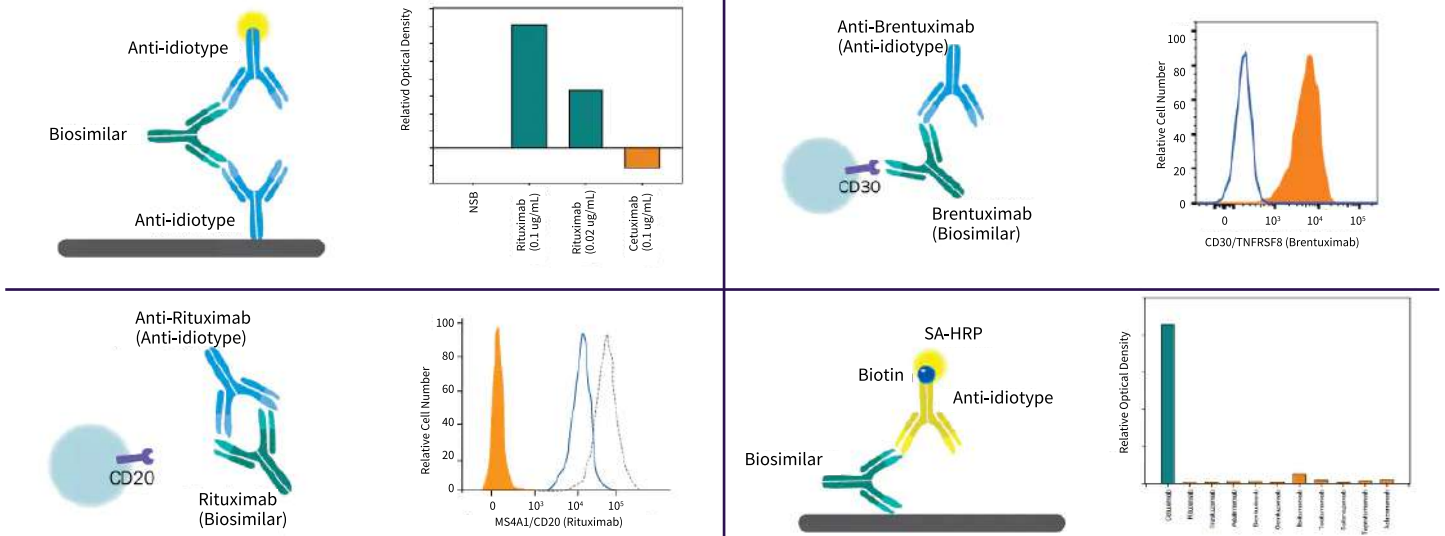 Anti-idiotype
Biosimilar
Anti-idiotype
Relativd Optical Density
NSB
Rituximab
(0.1 ug/mL)
Rituximab
(0.02 ug/mL)
Cetuximab
(0.1 ug/mL)
Anti-Brentuximab
(Anti-idiotype)
CD30
Brentuximab
(Biosimilar)
Relative Cell Number
100
80
60
40
20
0
0 10³ 10⁴ 10⁵
CD30/TNFRSF8 (Brentuximab)
Anti-Rituximab
(Anti-idiotype)
CD20
Rituximab
(Biosimilar)
Relative Cell Number
100
80
60
40
20
0
0 10³ 10⁴ 10⁵
MS4A1/CD20 (Rituximab)
SA-HRP
Biotin
Anti-idiotype
Biosimilar
Relative Optical Density